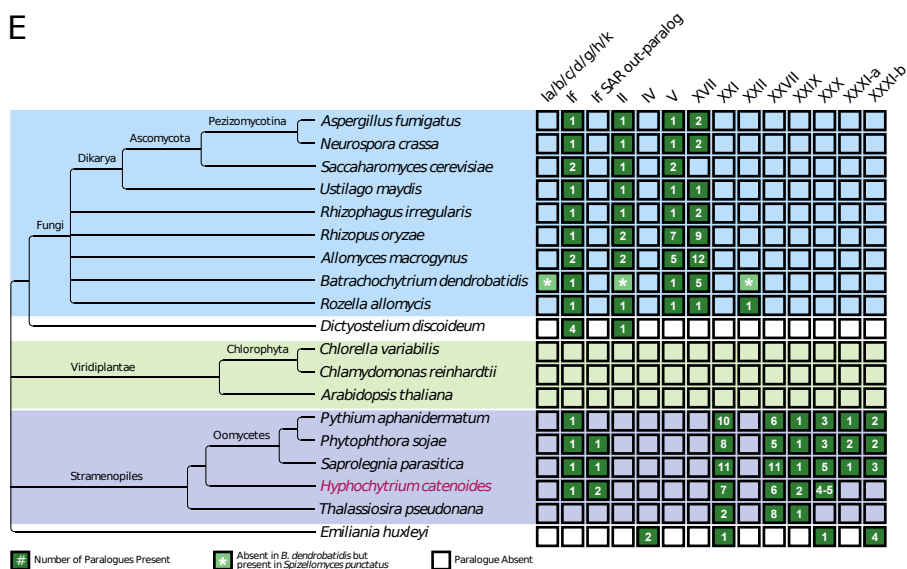 E
Ia/b/c/d/g/h/k If If SAR out-paralog II IV V XVII XXI XXII XXVII XXIX XXX XXXI-a XXXI-b
Pezizomycotina Aspergillus fumigatus 1 1 1 2
Ascomycota Neurospora crassa 1 1 1 2
Dikarya Saccaharomyces cerevisiae 2 1 2
Ustilago maydis 1 1 1 1
Rhizophagus irregularis 1 1 1 2
Fungi Rhizopus oryzae 1 2 7 9
Allomyces macrogynus 2 2 5 12
Batrachochytrium dendrobatidis * 1 * 1 5 *
Rozella allomycis 1 1 1 1 1
Dictyostelium discoideum 4 1
Chlorophyta Chlorella variabilis
Viridiplantae Chlamydomonas reinhardtii
Arabidopsis thaliana
Pythium aphanidermatum 1 10 6 1 3 1 2
Oomycetes Phytophthora sojae 1 1 8 5 1 3 2 2
Saprolegnia parasitica 1 1 11 11 1 5 1 3
Stramenopiles Hyphochytrium catenoides 1 2 7 6 2 4-5
Thalassiosira pseudonana 2 8 1
Emiliania huxleyi 2 1 1 4
# Number of Paralogues Present
* Absent in B. dendrobatidis but
present in Spizellomyces punctatus
Paralogue Absent